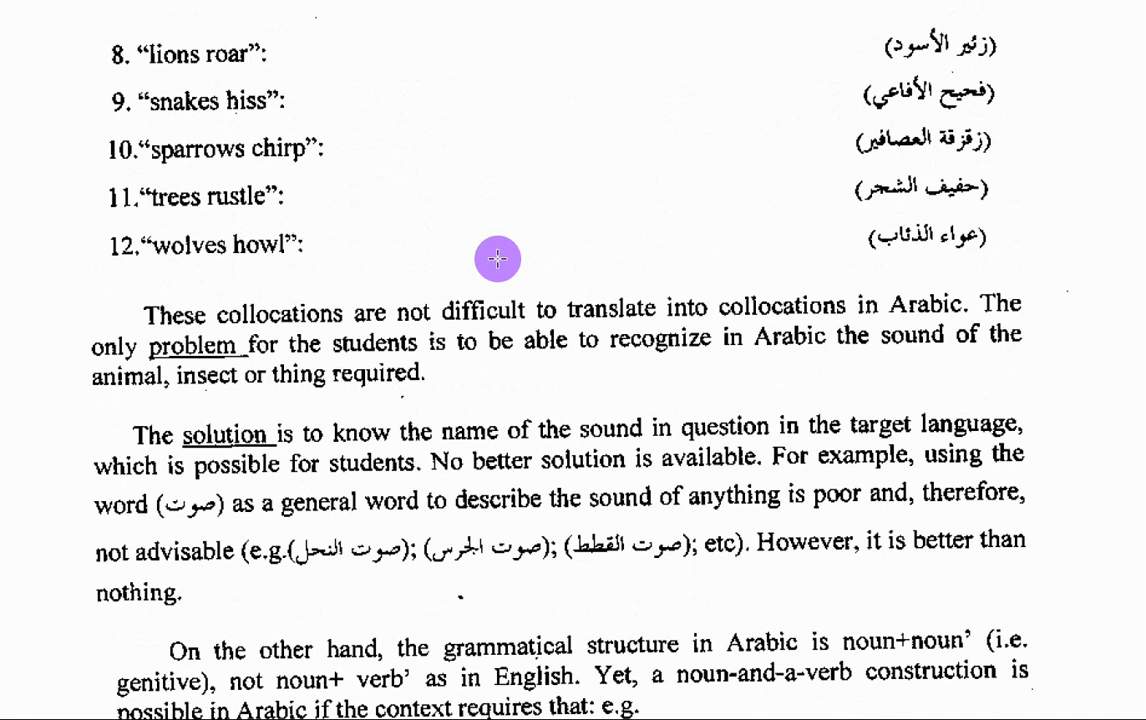 8. “lions roar”: (زئير الأسود)
9. “snakes hiss”: (فحيح الأفاعي)
10.“sparrows chirp”: (زقزقة العصافير)
11.“trees rustle”: (حفيف الشجر)
12.“wolves howl”: (عواء الذئاب)
These collocations are not difficult to translate into collocations in Arabic. The
only problem for the students is to be able to recognize in Arabic the sound of the
animal, insect or thing required.
The solution is to know the name of the sound in question in the target language,
which is possible for students. No better solution is available. For example, using the
word (صوت) as a general word to describe the sound of anything is poor and, therefore,
not advisable (e.g.(صوت النحل); (صوت الجرس); (صوت القطط); etc). However, it is better than
nothing.
On the other hand, the grammatical structure in Arabic is noun+noun’ (i.e.
genitive), not noun+ verb’ as in English. Yet, a noun-and-a-verb construction is
possible in Arabic if the context requires that: e.g.